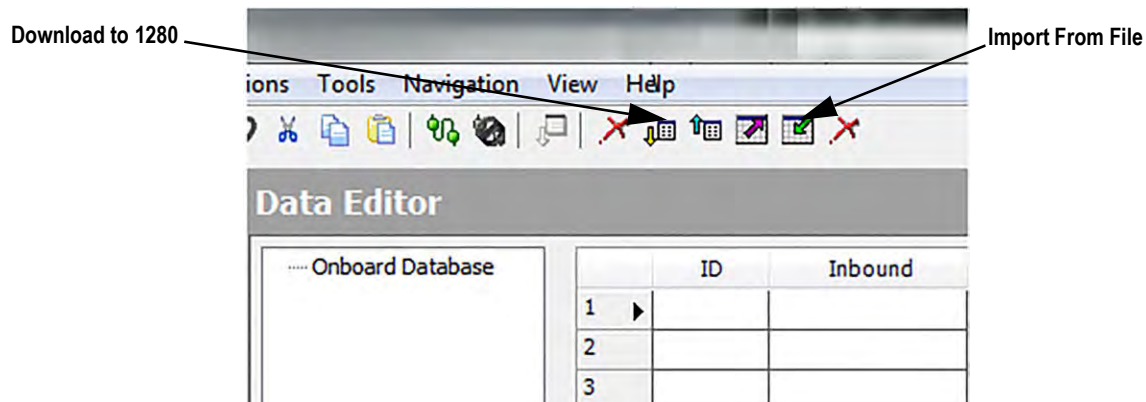 Download to 1280
Import From File
ions Tools Navigation View Help
Data Editor
Onboard Database
ID Inbound
1
2
3